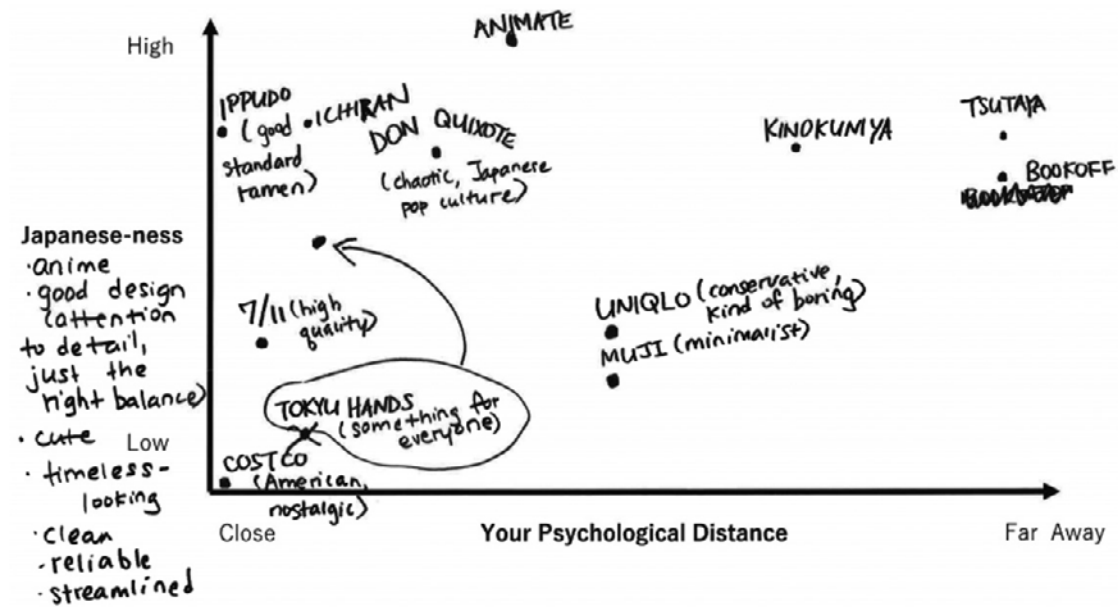 High
ANIMATE
IPPUDO
(good
standard
ramen)
ICHIRAN
DON QUIXOTE
(chaotic, Japanese
pop culture)
KINOKUNIYA
TSUTAYA
BOOKOFF
Japanese-ness
·anime
·good design
(attention
to detail,
just the
right balance)
·cute
·timeless-
looking
·clean
·reliable
·streamlined
7/11 (high
quality)
UNIQLO (conservative,
kind of boring)
MUJI (minimalist)
TOKYU HANDS
(something for
everyone)
Low
COSTCO
(American,
nostalgic)
Close
Your Psychological Distance
Far Away